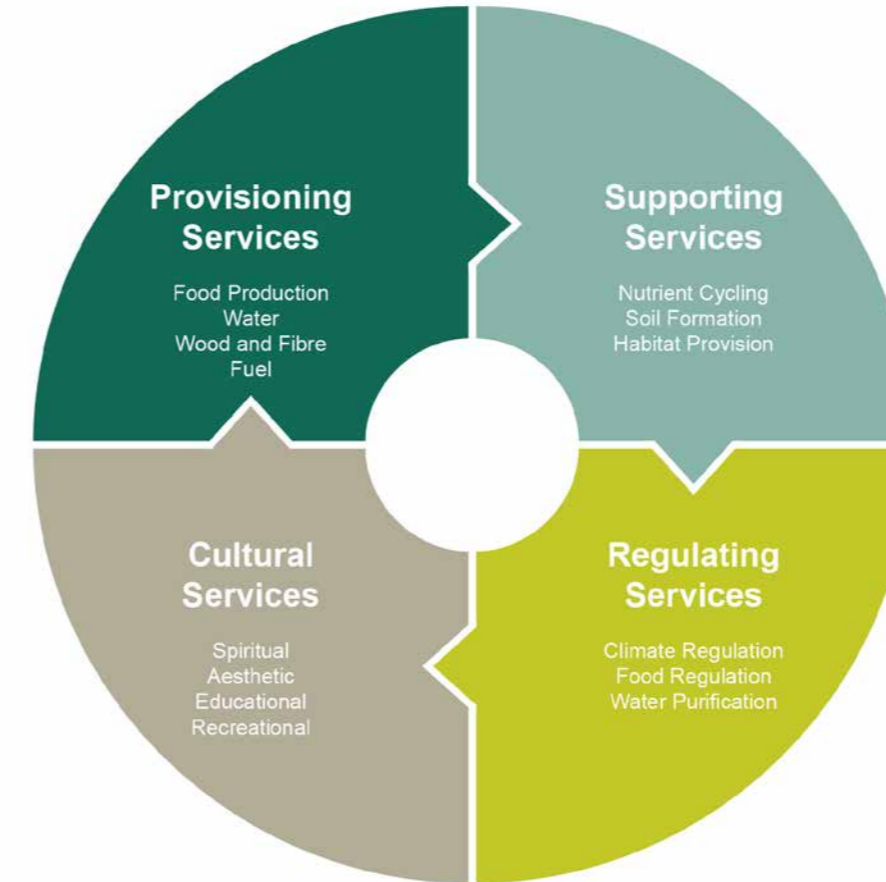 Provisioning
Services
Food Production
Water
Wood and Fibre
Fuel
Supporting
Services
Nutrient Cycling
Soil Formation
Habitat Provision
Cultural
Services
Spiritual
Aesthetic
Educational
Recreational
Regulating
Services
Climate Regulation
Food Regulation
Water Purification